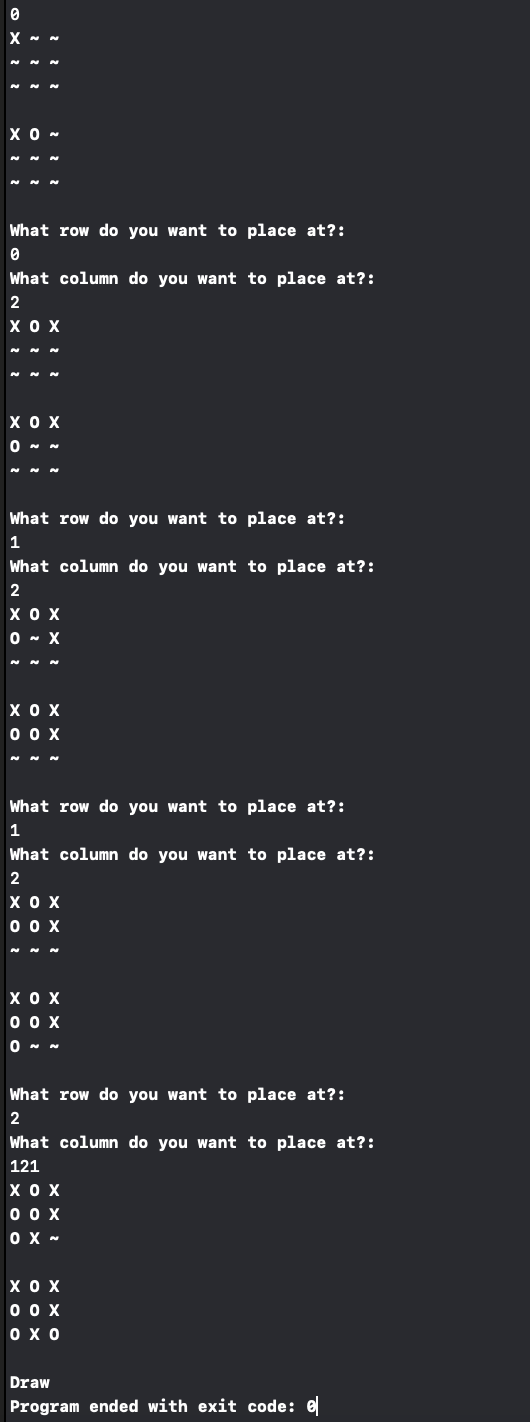 0
X ~ ~
~ ~ ~
~ ~ ~
X O ~
~ ~ ~
~ ~ ~
What row do you want to place at?:
0
What column do you want to place at?:
2
X O X
~ ~ ~
~ ~ ~
X O X
O ~ ~
~ ~ ~
What row do you want to place at?:
1
What column do you want to place at?:
2
X O X
O ~ X
~ ~ ~
X O X
O O X
~ ~ ~
What row do you want to place at?:
1
What column do you want to place at?:
2
X O X
O O X
~ ~ ~
X O X
O O X
O ~ ~
What row do you want to place at?:
2
What column do you want to place at?:
121
X O X
O O X
O X ~
X O X
O O X
O X O
Draw
Program ended with exit code: 0